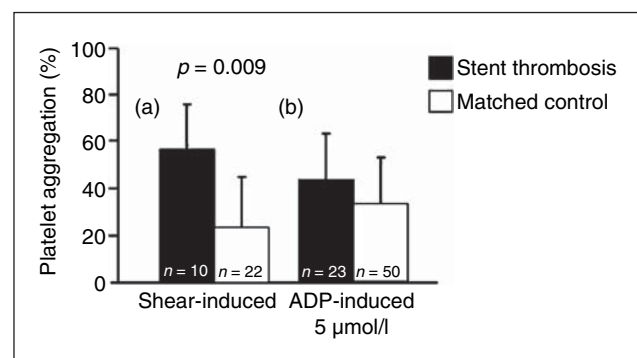 100
80
60
40
20
0
Platelet aggregation (%)
p = 0.009
(a)
(b)
Stent thrombosis
Matched control
n = 10
n = 22
n = 23
n = 50
Shear-induced
ADP-induced
5 μmol/l